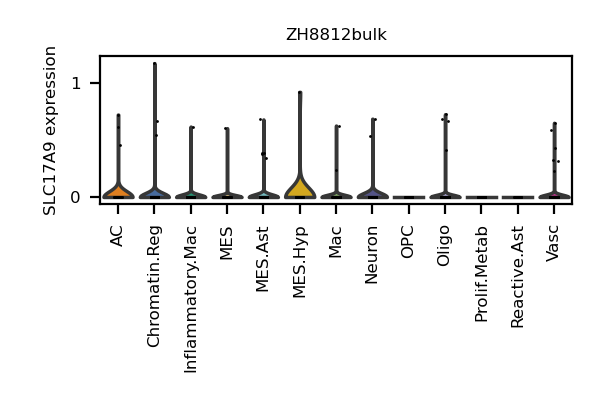 ZH8812bulk
SLC17A9 expression
1
0
AC
Chromatin.Reg
Inflammatory.Mac
MES
MES.Ast
MES.Hyp
Mac
Neuron
OPC
Oligo
Prolif.Metab
Reactive.Ast
Vasc